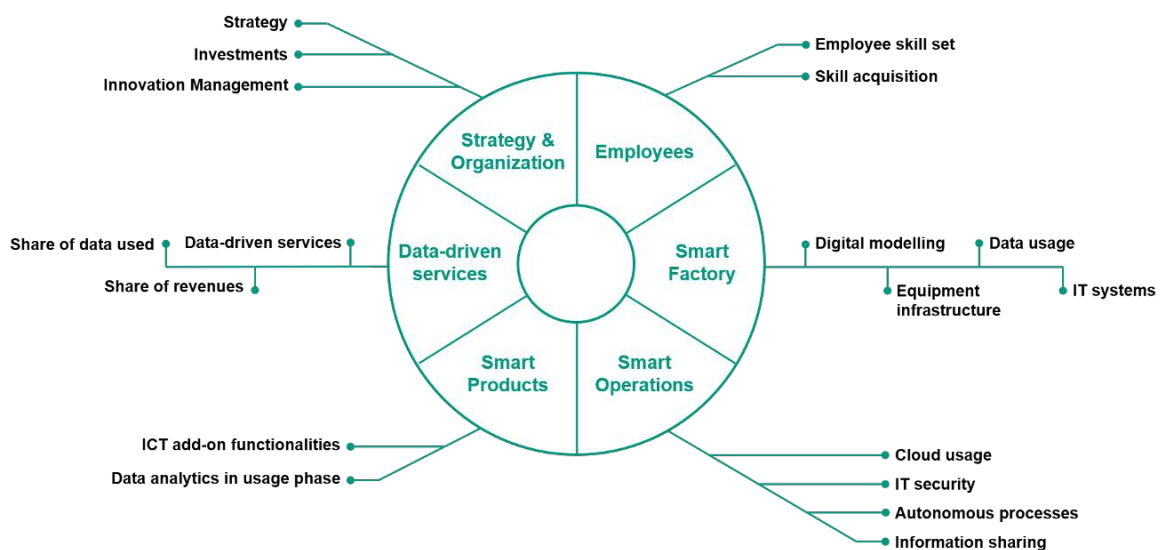 Strategy
Investments
Innovation Management
Employee skill set
Skill acquisition
Strategy &
Organization
Employees
Share of data used
Data-driven services
Share of revenues
Data-driven
services
Smart
Factory
Digital modelling
Data usage
Equipment
infrastructure
IT systems
Smart
Products
Smart
Operations
ICT add-on functionalities
Data analytics in usage phase
Cloud usage
IT security
Autonomous processes
Information sharing